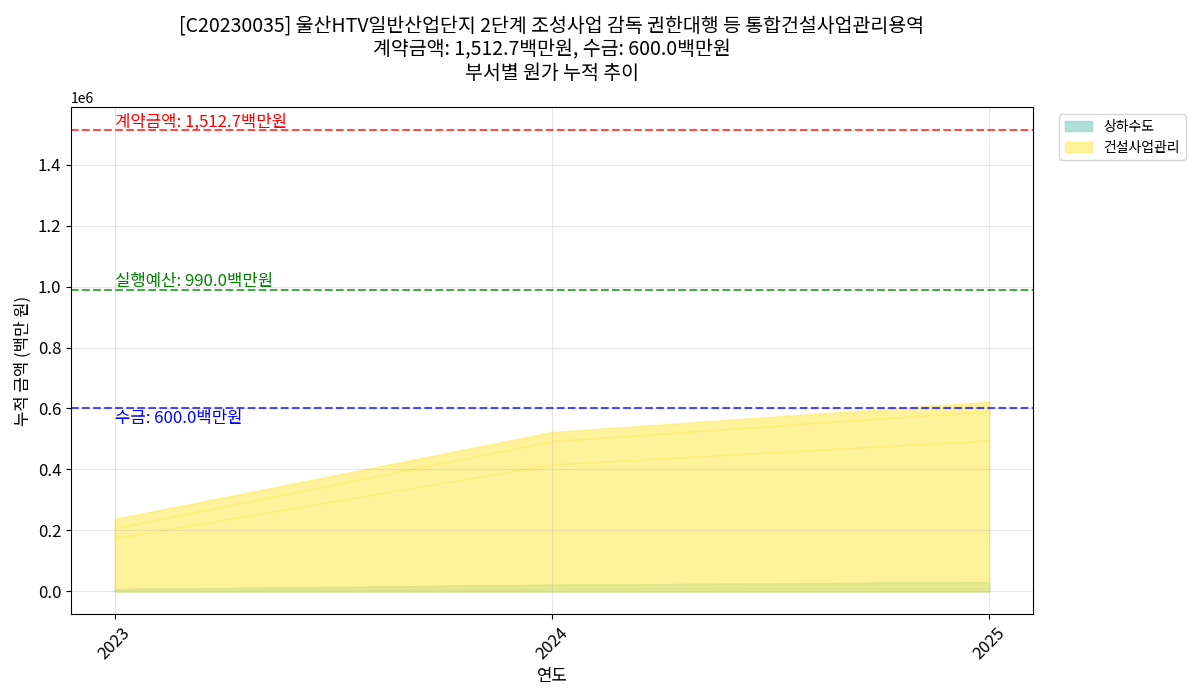 [C20230035] 울산HTV일반산업단지 2단계 조성사업 감독 권한대행 등 통합건설사업관리용역
계약금액: 1,512.7백만원, 수금: 600.0백만원
부서별 원가 누적 추이
1e6
계약금액: 1,512.7백만원
상하수도
건설사업관리
1.4
1.2
실행예산: 990.0백만원
1.0
0.8
누적 금액 (백만 원)
0.6
수금: 600.0백만원
0.4
0.2
0.0
2023
2024
2025
연도